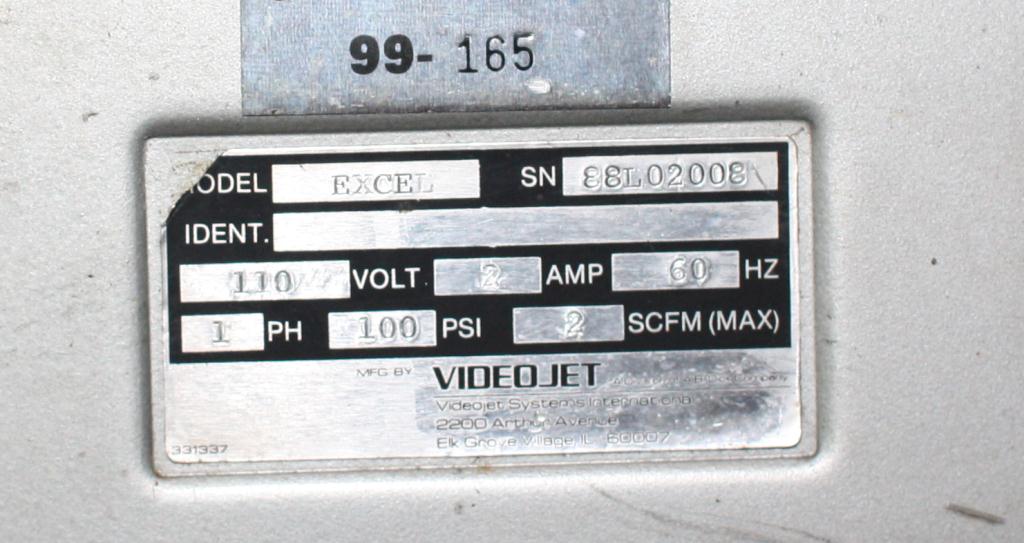 99- 165
MODEL EXCEL SN 88L02008
IDENT.
110 VOLT 2 AMP 60 HZ
1 PH 100 PSI 2 SCFM (MAX)
MFG BY VIDEOJET
Videojet Systems International
2200 Arthur Avenue
Elk Grove Village IL 60007
331337